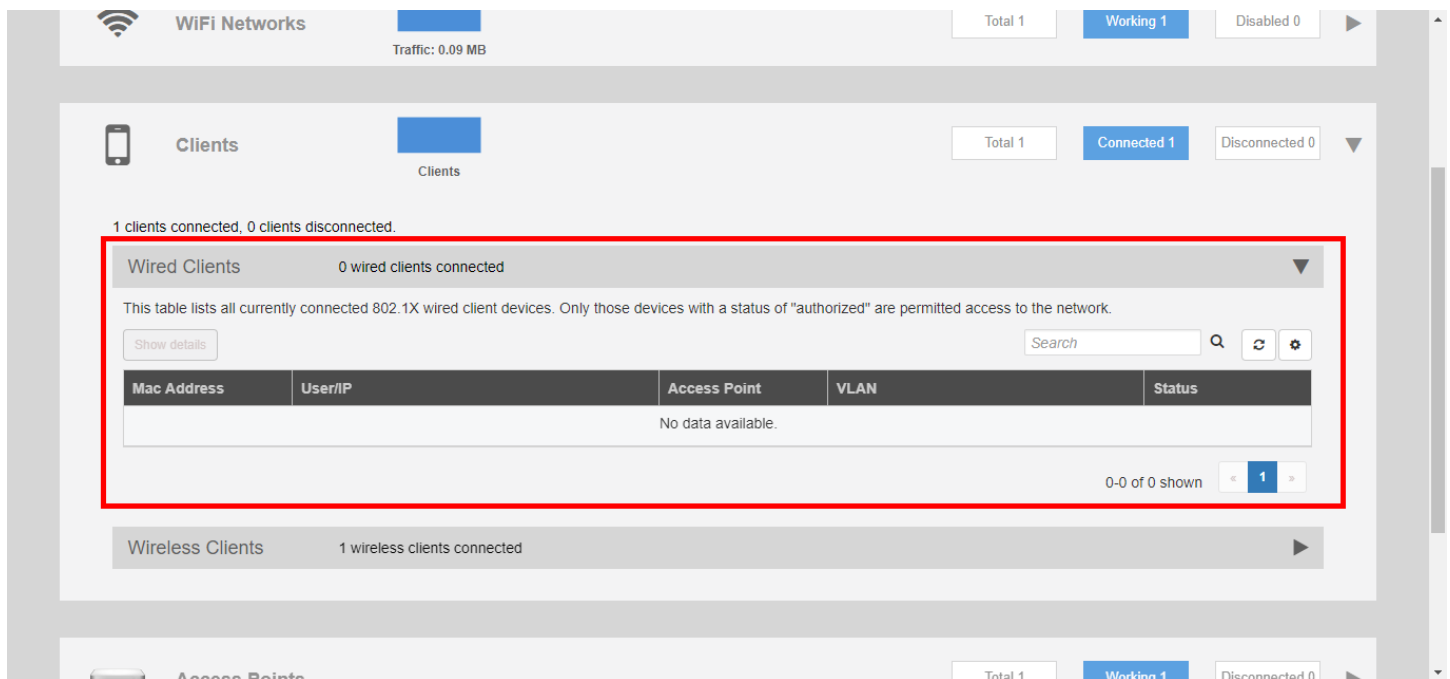 WiFi Networks
Traffic: 0.09 MB
Total 1
Working 1
Disabled 0
Clients
Clients
Total 1
Connected 1
Disconnected 0
1 clients connected, 0 clients disconnected.
Wired Clients
0 wired clients connected
This table lists all currently connected 802.1X wired client devices. Only those devices with a status of "authorized" are permitted access to the network.
Show details
Search
Mac Address
User/IP
Access Point
VLAN
Status
No data available.
0-0 of 0 shown
« 1 »
Wireless Clients
1 wireless clients connected
Access Points
Total 1
Working 1
Disconnected 0